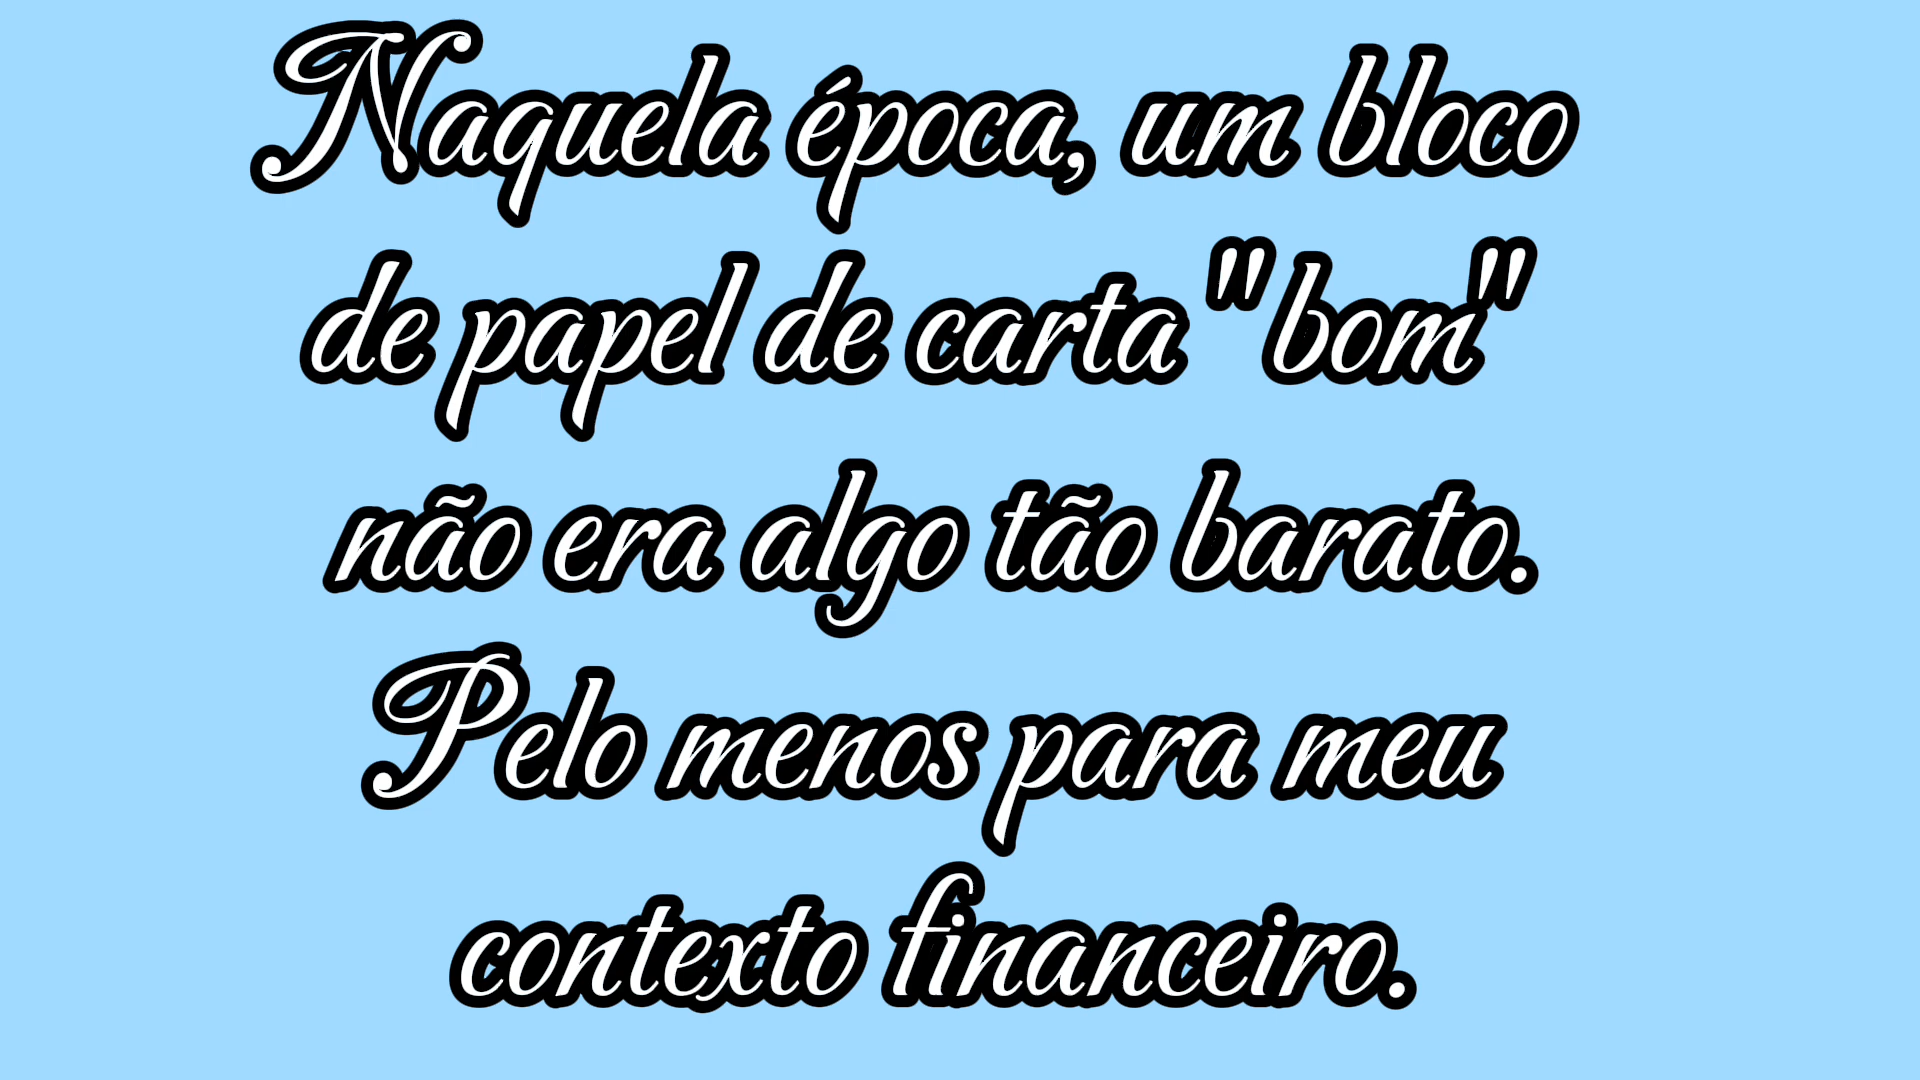 Naquela época, um bloco
de papel de carta "bom"
não era algo tão barato.
Pelo menos para meu
contexto financeiro.